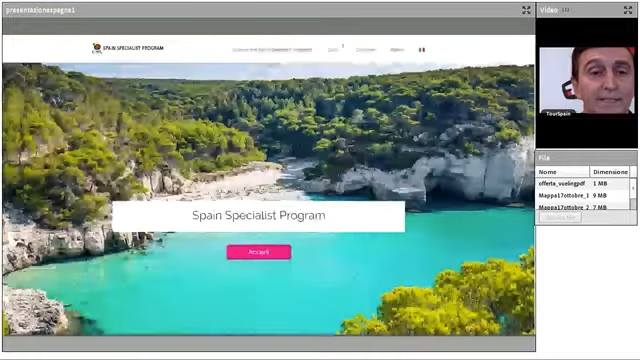 presentazionespagna1
Video
(1)
SPAIN SPECIALIST PROGRAM
Spain Specialist Program
Accedi
TourSpain
File
Nome
Dimensione
offerta_vuelingpdf
1 MB
Mappa17ottobre_1
9 MB
Mappa17ottobre_2
7 MB